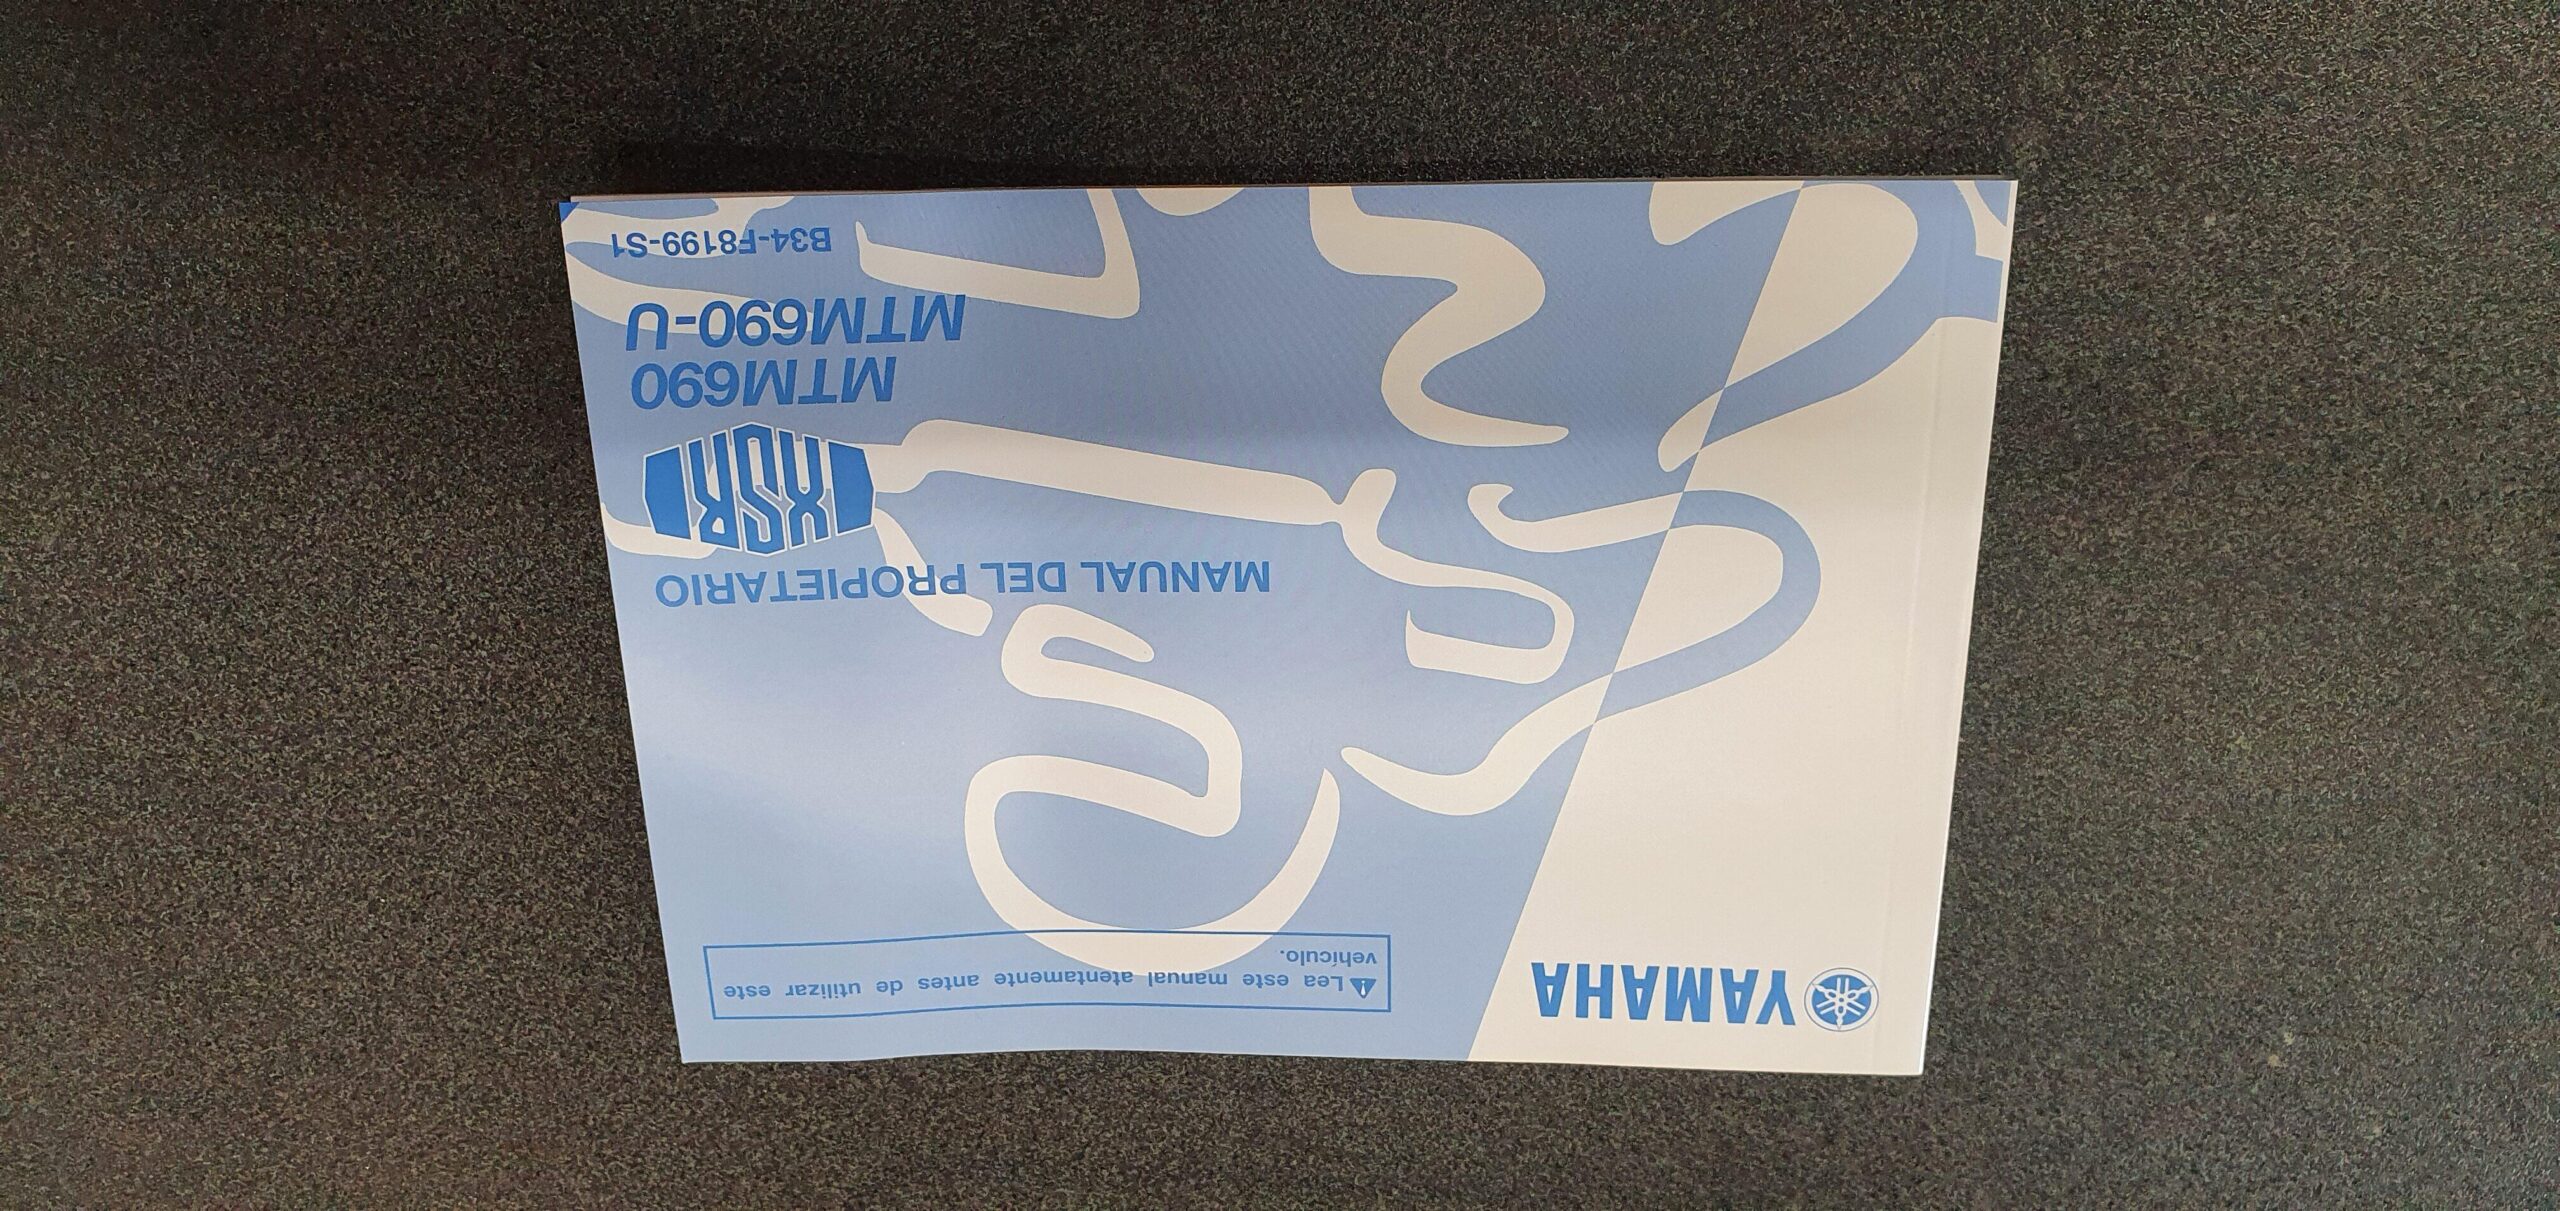 YAMAHA
⚠Lea este manual atentamente antes de utilizar este
vehículo.
MANUAL DEL PROPIETARIO
XSR
MTM690
MTM690-U
B34-F8199-S1